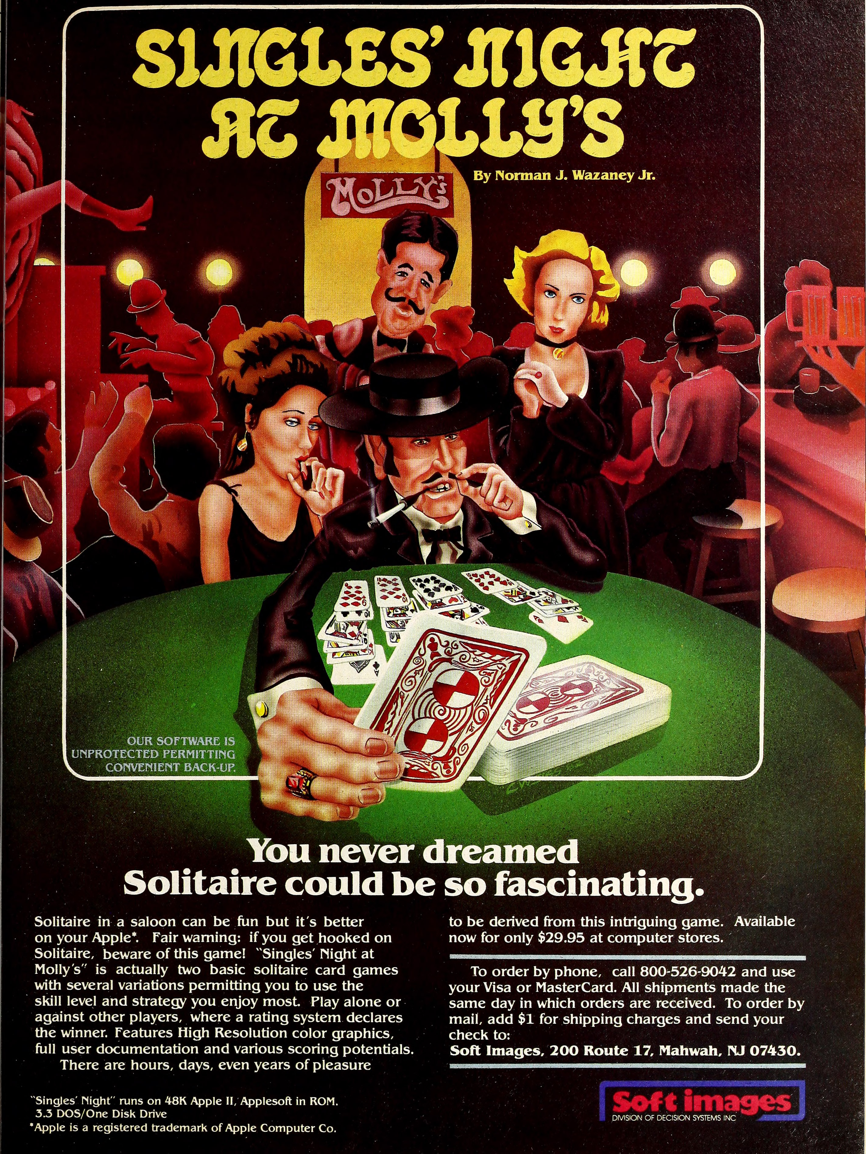 SINGLES' NIGHT
AT MOLLY'S
By Norman J. Wazaney Jr.
MOLLY's
OUR SOFTWARE IS
UNPROTECTED PERMITTING
CONVENIENT BACK-UP.
You never dreamed
Solitaire could be so fascinating.
Solitaire in a saloon can be fun but it's better
on your Apple*. Fair warning: if you get hooked on
Solitaire, beware of this game! "Singles' Night at
Molly's" is actually two basic solitaire card games
with several variations permitting you to use the
skill level and strategy you enjoy most. Play alone or
against other players, where a rating system declares
the winner. Features High Resolution color graphics,
full user documentation and various scoring potentials.
There are hours, days, even years of pleasure
to be derived from this intriguing game. Available
now for only $29.95 at computer stores.
To order by phone, call 800-526-9042 and use
your Visa or MasterCard. All shipments made the
same day in which orders are received. To order by
mail, add $1 for shipping charges and send your
check to:
Soft Images, 200 Route 17, Mahwah, NJ 07430.
"Singles' Night" runs on 48K Apple II, Applesoft in ROM.
3.3 DOS/One Disk Drive
*Apple is a registered trademark of Apple Computer Co.
Soft images
DIVISION OF DECISION SYSTEMS INC